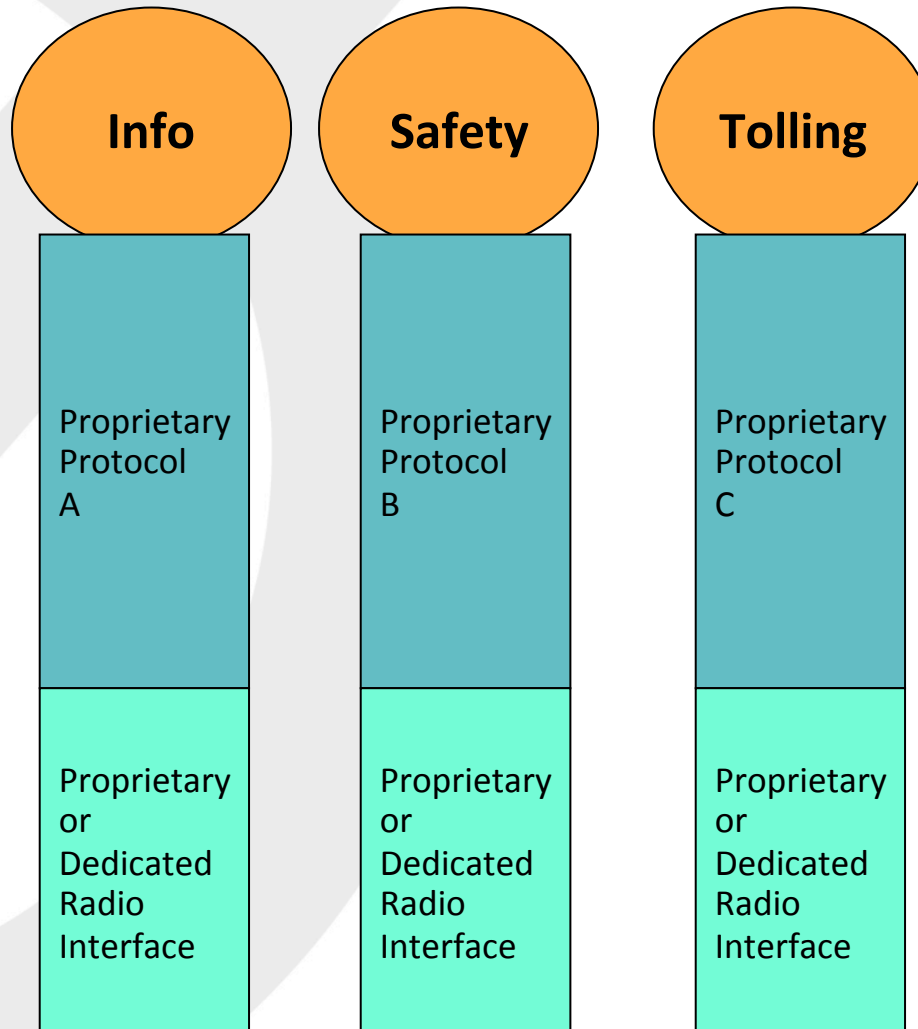 Info
Safety
Tolling
Proprietary
Protocol
A
Proprietary
Protocol
B
Proprietary
Protocol
C
Proprietary
or
Dedicated
Radio
Interface
Proprietary
or
Dedicated
Radio
Interface
Proprietary
or
Dedicated
Radio
Interface